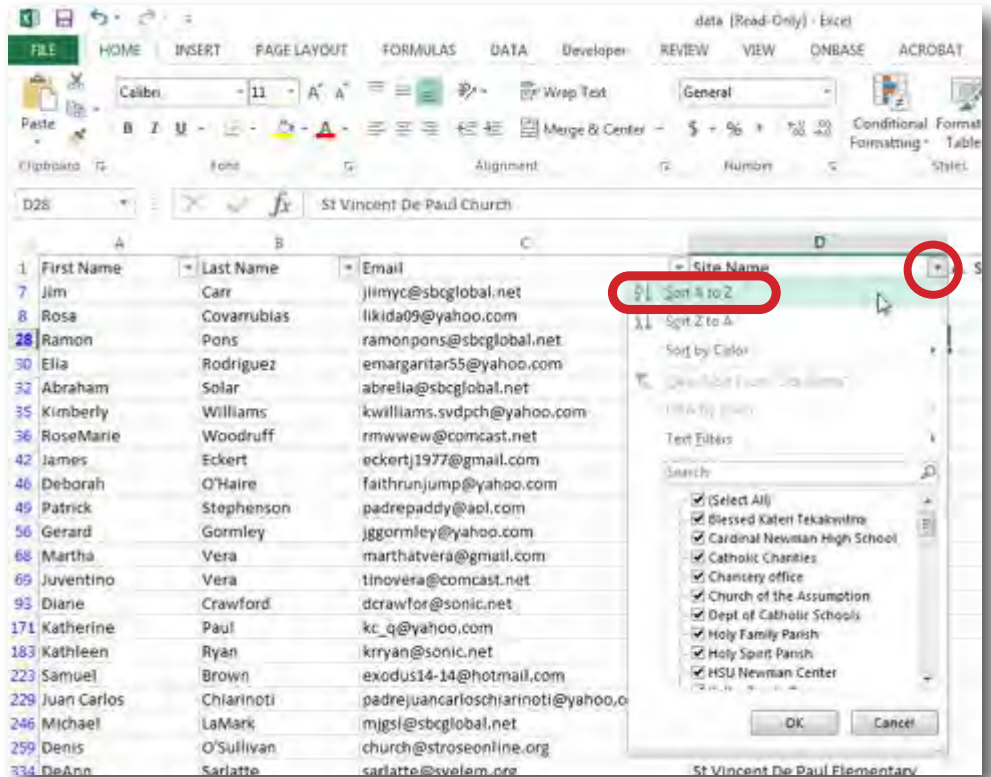 data [Read-Only] - Excel
FILE HOME INSERT PAGE LAYOUT FORMULAS DATA Developer REVIEW VIEW ONBASE ACROBAT
Calibri 11 A A Wrap Text General
Paste B I U A Merge & Center $ % Conditional Format
Formatting Table
Clipboard Font Alignment Number Styles
D28 fx St Vincent De Paul Church
A B C D
1 First Name Last Name Email Site Name S
7 Jim Carr jiimyc@sbcglobal.net Sort A to Z
8 Rosa Covarrubias likida09@yahoo.com Sort Z to A
28 Ramon Pons ramonpons@sbcglobal.net Sort by Color
30 Elia Rodriguez emargaritar55@yahoo.com
32 Abraham Solar abrelia@sbcglobal.net
35 Kimberly Williams kwilliams.svdpch@yahoo.com
36 RoseMarie Woodruff rmwwew@comcast.net Text Filters
42 James Eckert eckertj1977@gmail.com Search
46 Deborah O'Haire faithrunjump@yahoo.com (Select All)
49 Patrick Stephenson padrepaddy@aol.com Blessed Kateri Tekakwitha
56 Gerard Gormley jggormley@yahoo.com Cardinal Newman High School
Catholic Charities
68 Martha Vera marthatvera@gmail.com Chancery office
69 Juventino Vera tinovera@comcast.net Church of the Assumption
93 Diane Crawford dcrawfor@sonic.net Dept of Catholic Schools
171 Katherine Paul kc_q@yahoo.com Holy Family Parish
183 Kathleen Ryan krryan@sonic.net Holy Spirit Parish
223 Samuel Brown exodus14-14@hotmail.com HSU Newman Center
229 Juan Carlos Chiarinoti padrejuancarloschiarinoti@yahoo.c
246 Michael LaMark mjgsi@sbcglobal.net OK Cancel
259 Denis O'Sullivan church@stroseonline.org
334 DeAnn Sarlatte sarlatte@svelem.org St Vincent De Paul Elementary